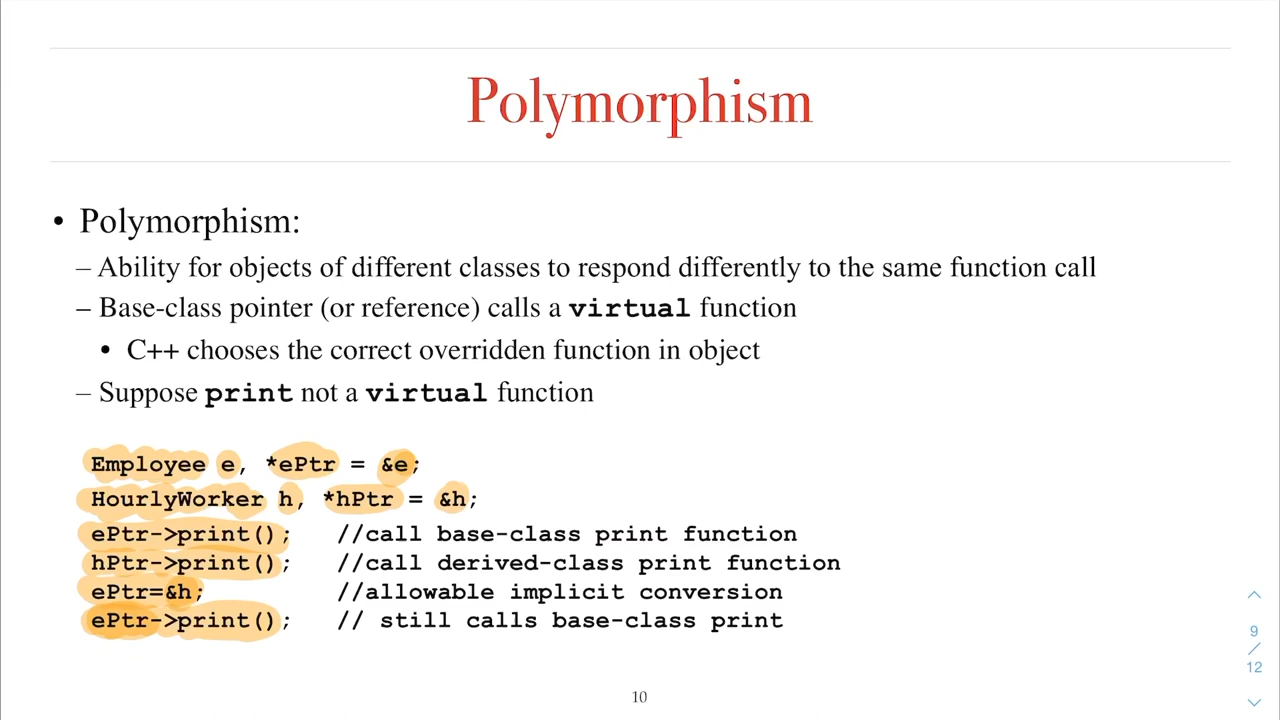 Polymorphism
• Polymorphism:
– Ability for objects of different classes to respond differently to the same function call
– Base-class pointer (or reference) calls a virtual function
• C++ chooses the correct overridden function in object
– Suppose print not a virtual function
Employee e, *ePtr = &e;
HourlyWorker h, *hPtr = &h;
ePtr->print();   //call base-class print function
hPtr->print();   //call derived-class print function
ePtr=&h;         //allowable implicit conversion
ePtr->print();   // still calls base-class print
9
/
12
10